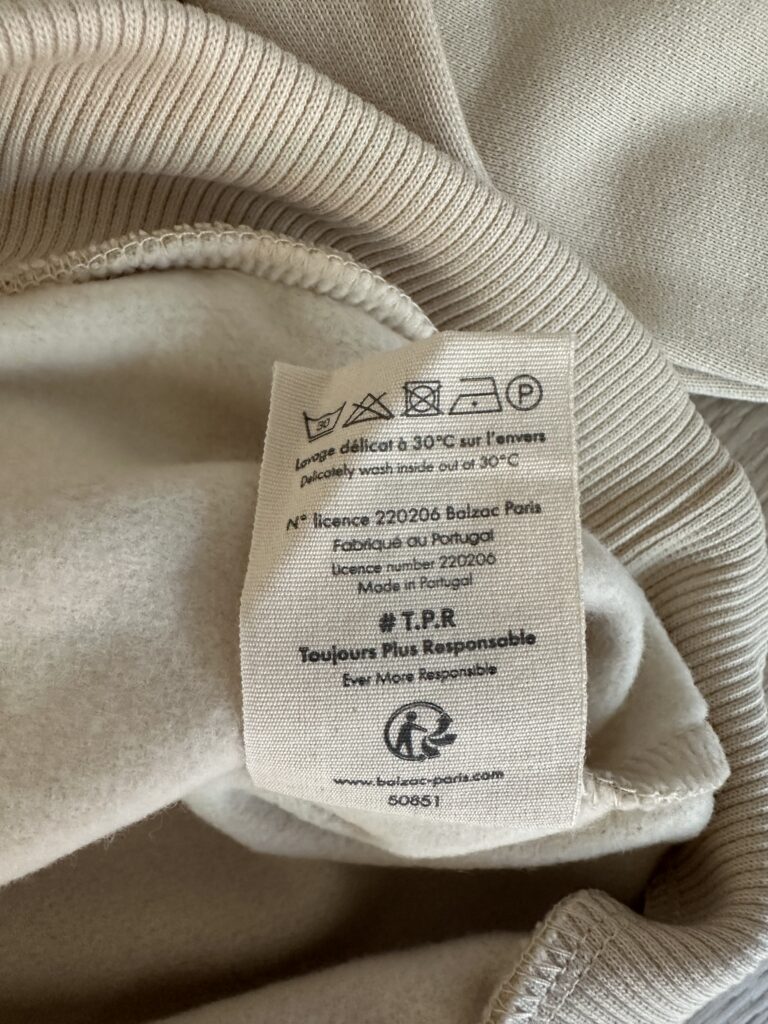 30 P
Lavage délicat à 30°C sur l'envers
Delicately wash inside out at 30°C
N° licence 220206 Balzac Paris
Fabriqué au Portugal
Licence number 220206
Made in Portugal
# T.P.R
Toujours Plus Responsable
Ever More Responsible
www.balzac-paris.com
50851